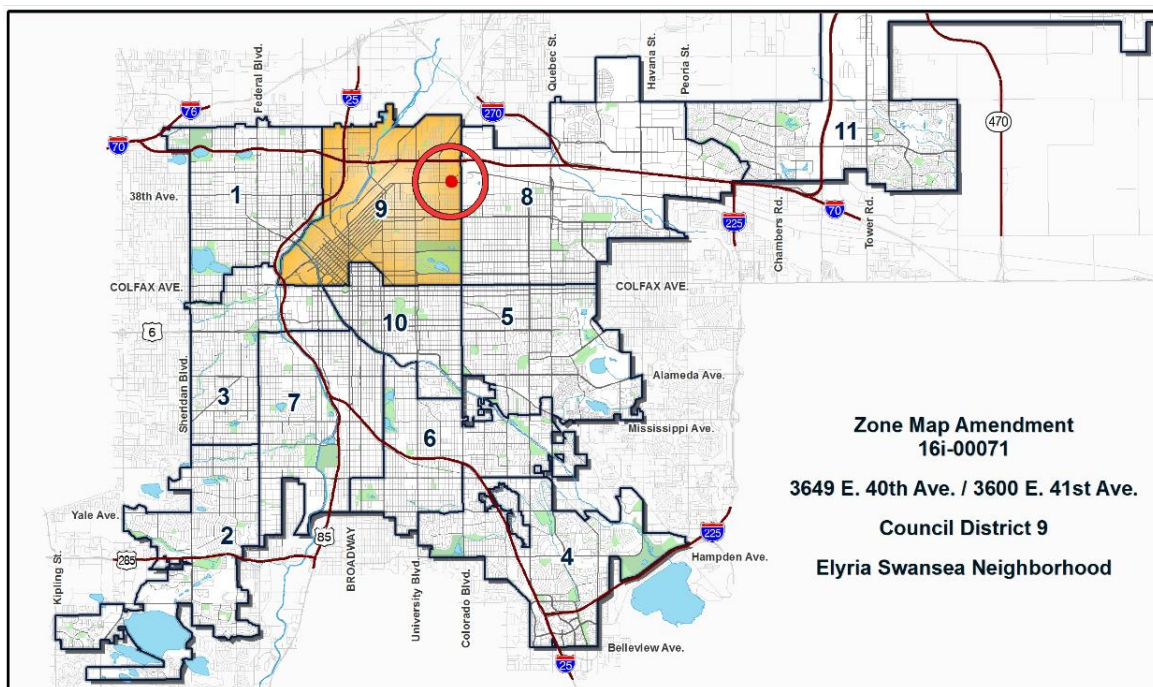 Federal Blvd.
Quebec St.
Havana St.
Peoria St.
76
25
270
70
470
11
1
38th Ave.
9
8
225
Chambers Rd.
70
Tower Rd.
COLFAX AVE.
COLFAX AVE.
6
10
5
Sheridan Blvd.
3
7
Alameda Ave.
6
Mississippi Ave.
Zone Map Amendment
16i-00071
3649 E. 40th Ave. / 3600 E. 41st Ave.
Council District 9
Elyria Swansea Neighborhood
Yale Ave.
2
85
BROADWAY
University Blvd.
Colorado Blvd.
4
225
Hampden Ave.
285
Kipling St.
Belleview Ave.
25